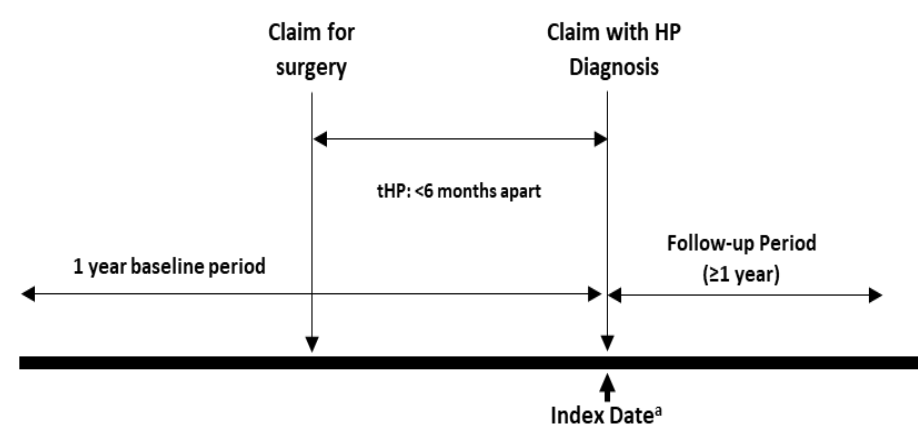 Claim for
surgery
Claim with HP
Diagnosis
tHP: <6 months apart
1 year baseline period
Follow-up Period
(≥1 year)
Index Dateᵃ